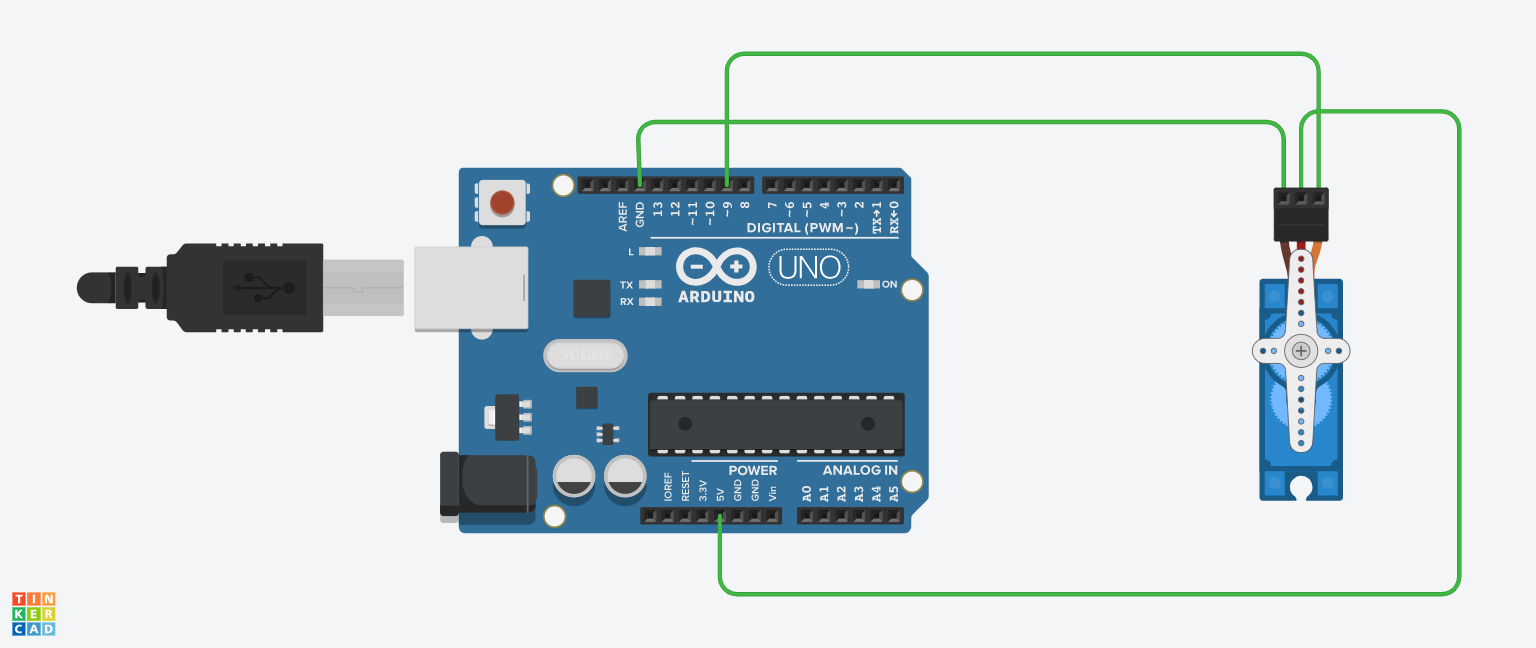 AREF
GND
13
12
~11
~10
~9
8
7
~6
~5
4
~3
2
TX→1
RX←0
DIGITAL (PWM~)
L
TX
RX
ARDUINO
UNO
ON
SPK16.000G
POWER
ANALOG IN
IOREF
RESET
3.3V
5V
GND
GND
Vin
A0
A1
A2
A3
A4
A5
TIN
KER
CAD